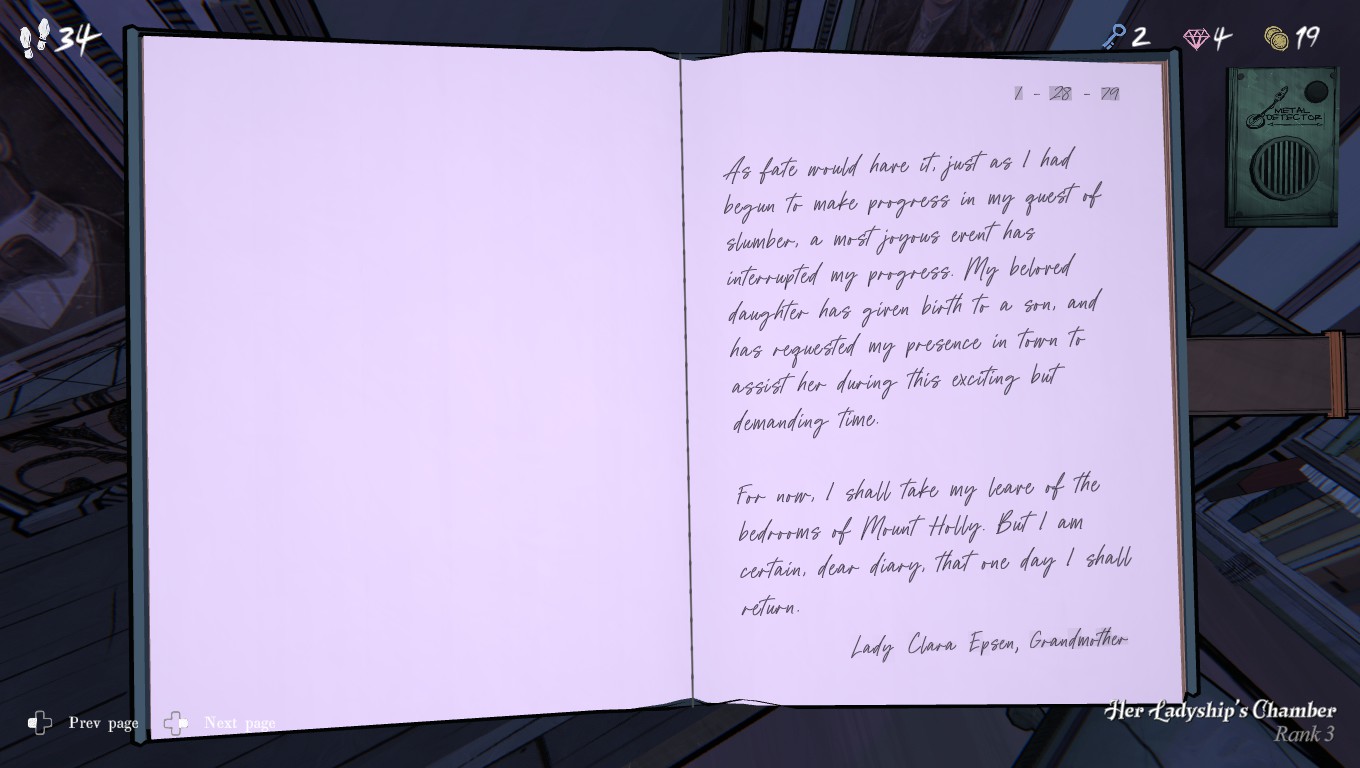 34
2
4
19
METAL
DETECTOR
1 - 28 - 79
As fate would have it, just as I had
begun to make progress in my quest of
slumber, a most joyous event has
interrupted my progress. My beloved
daughter has given birth to a son, and
has requested my presence in town to
assist her during this exciting but
demanding time.
For now, I shall take my leave of the
bedrooms of Mount Holly. But I am
certain, dear diary, that one day I shall
return.
Lady Clara Epsen, Grandmother
Prev page
Next page
Her Ladyship's Chamber
Rank 3